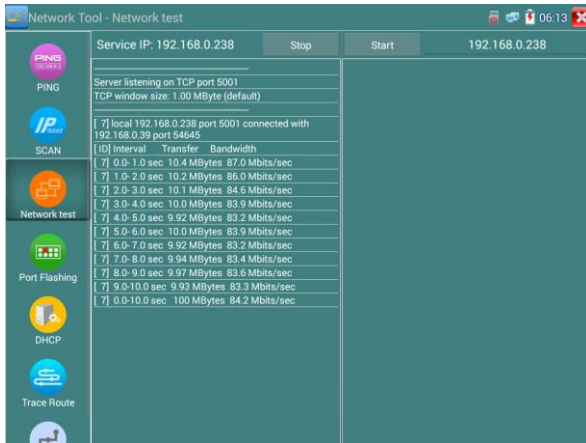 Network Tool - Network test
06:13
Service IP: 192.168.0.238
Stop
Start
192.168.0.238
PING
PING
IP
SCAN
Network test
Port Flashing
DHCP
Trace Route
Server listening on TCP port 5001
TCP window size: 1.00 MByte (default)
[ 7] local 192.168.0.238 port 5001 connected with
192.168.0.39 port 54645
[ID] Interval Transfer Bandwidth
[ 7] 0.0- 1.0 sec 10.4 MBytes 87.0 Mbits/sec
[ 7] 1.0- 2.0 sec 10.2 MBytes 86.0 Mbits/sec
[ 7] 2.0- 3.0 sec 10.1 MBytes 84.6 Mbits/sec
[ 7] 3.0- 4.0 sec 10.0 MBytes 83.9 Mbits/sec
[ 7] 4.0- 5.0 sec 9.92 MBytes 83.2 Mbits/sec
[ 7] 5.0- 6.0 sec 10.0 MBytes 83.9 Mbits/sec
[ 7] 6.0- 7.0 sec 9.92 MBytes 83.2 Mbits/sec
[ 7] 7.0- 8.0 sec 9.94 MBytes 83.4 Mbits/sec
[ 7] 8.0- 9.0 sec 9.97 MBytes 83.6 Mbits/sec
[ 7] 9.0-10.0 sec 9.93 MBytes 83.3 Mbits/sec
[ 7] 0.0-10.0 sec 100 MBytes 84.2 Mbits/sec